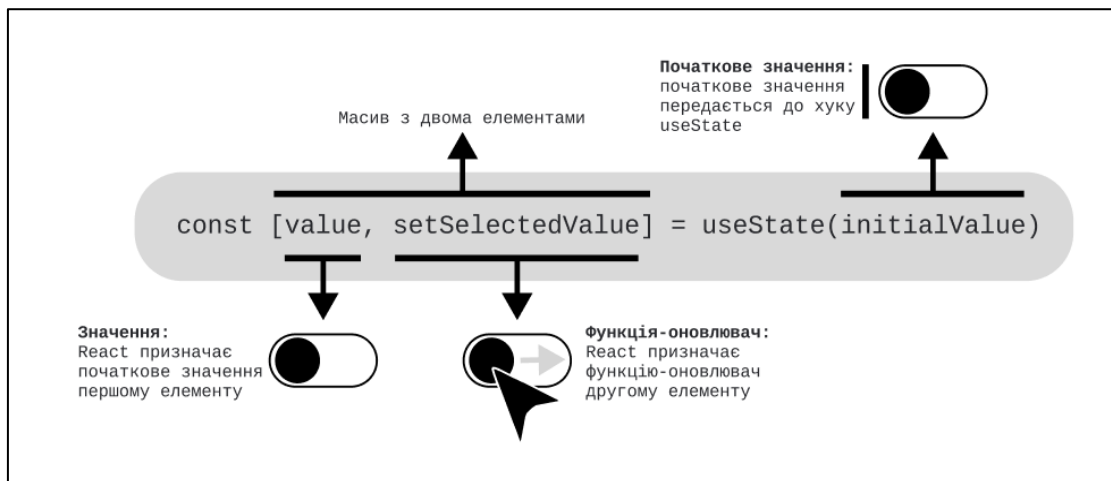 Початкове значення:
початкове значення
передається до хуку
useState
Масив з двома елементами
const [value, setSelectedValue] = useState(initialValue)
Значення:
React призначає
початкове значення
першому елементу
Функція-оновлювач:
React призначає
функцію-оновлювач
другому елементу